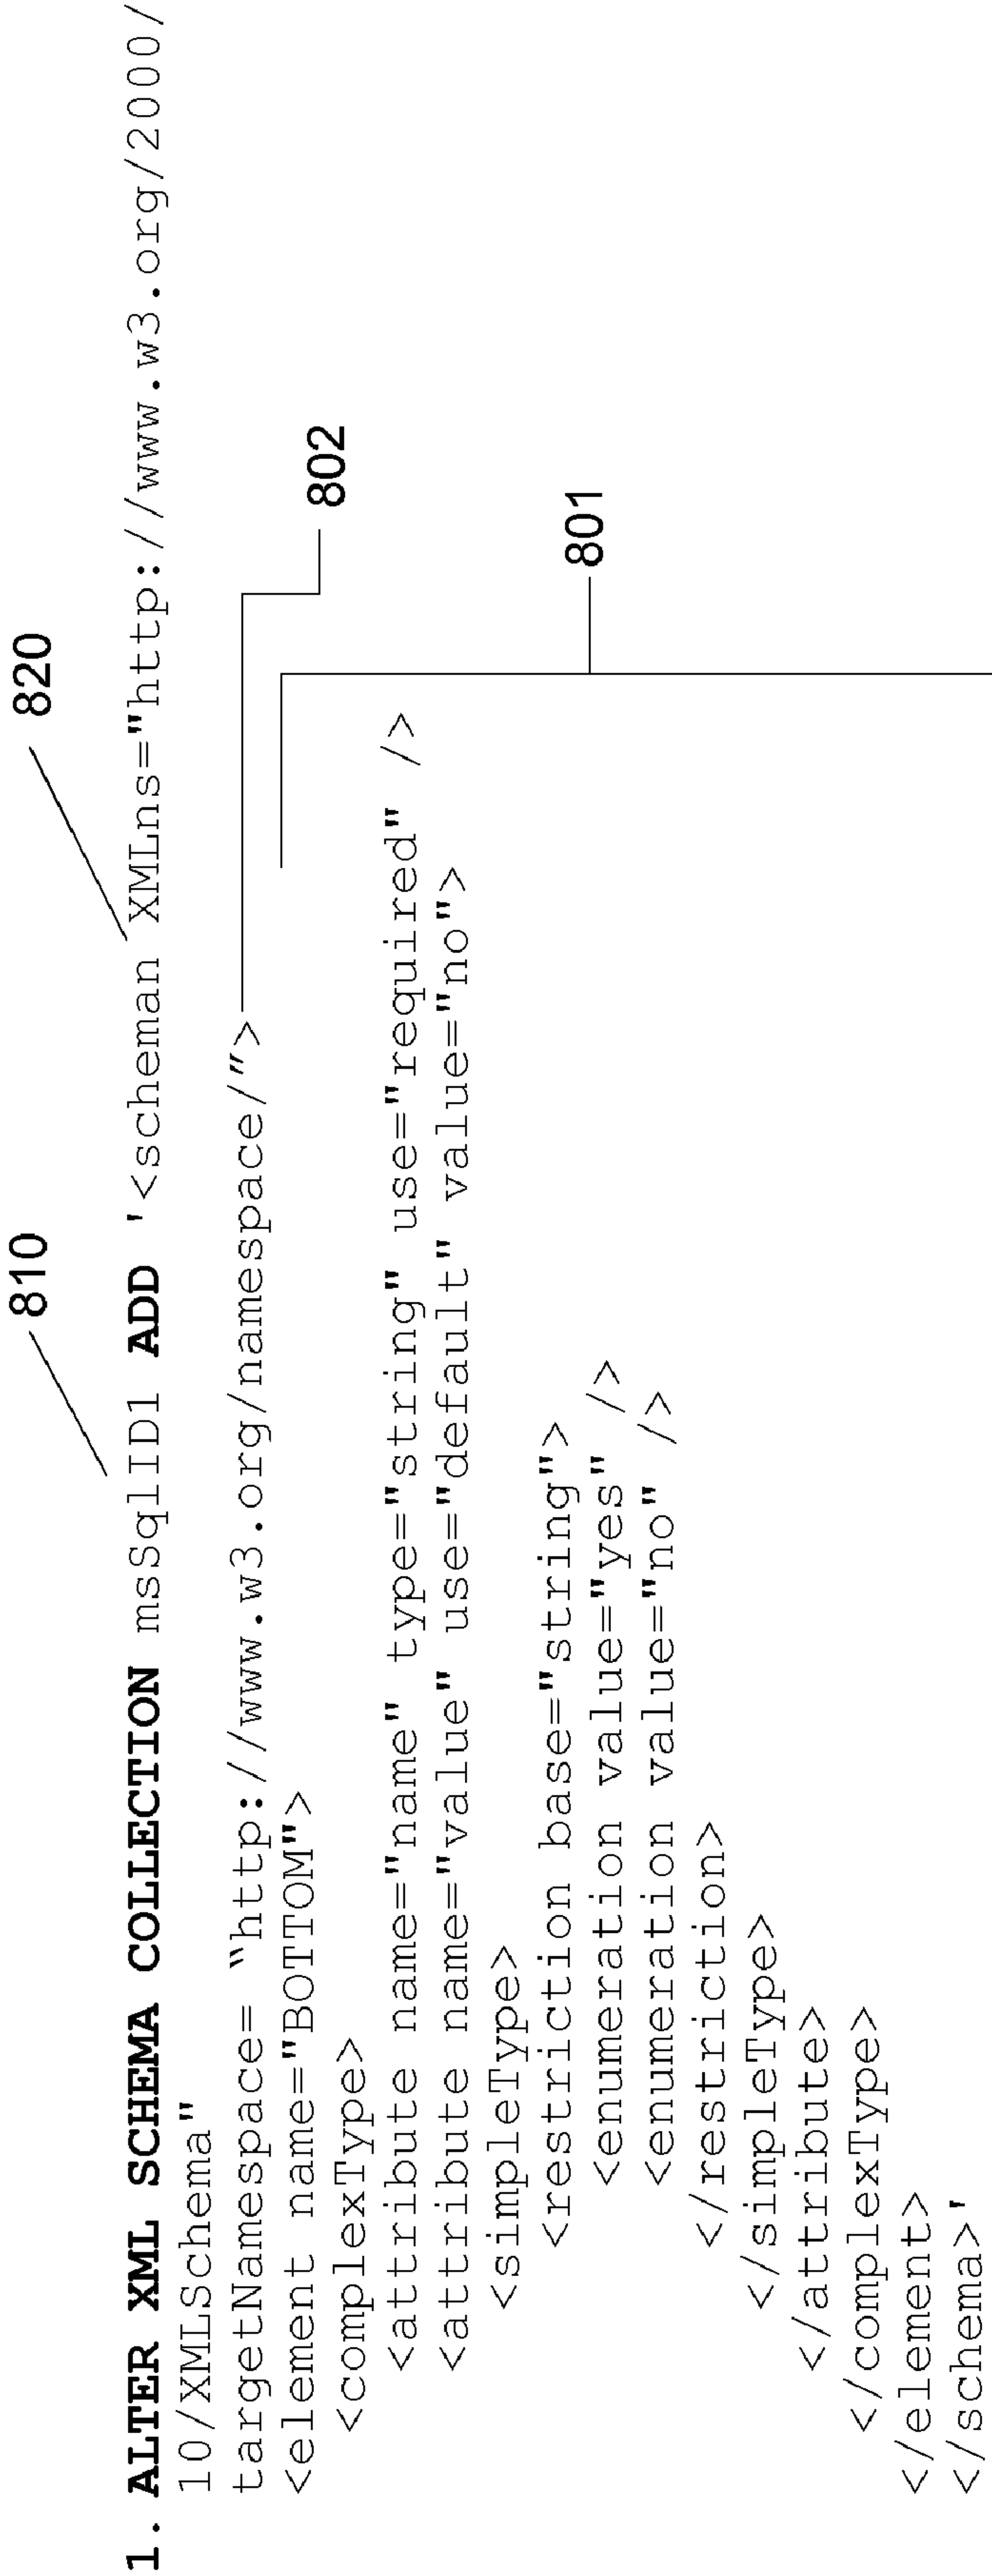 810
820
1. ALTER XML SCHEMA COLLECTION msSqlID1 ADD '<scheman XMLns="http://www.w3.org/2000/
10/XMLSchema"
targetNamespace= “http://www.w3.org/namespace/”>
<element name="BOTTOM">
802
<complexType>
<attribute name="name" type="string" use="required" />
<attribute name="value" use="default" value="no">
<simpleType>
<restriction base="string">
801
<enumeration value="yes" />
<enumeration value="no" />
</restriction>
</simpleType>
</attribute>
</complexType>
</element>
</schema>'